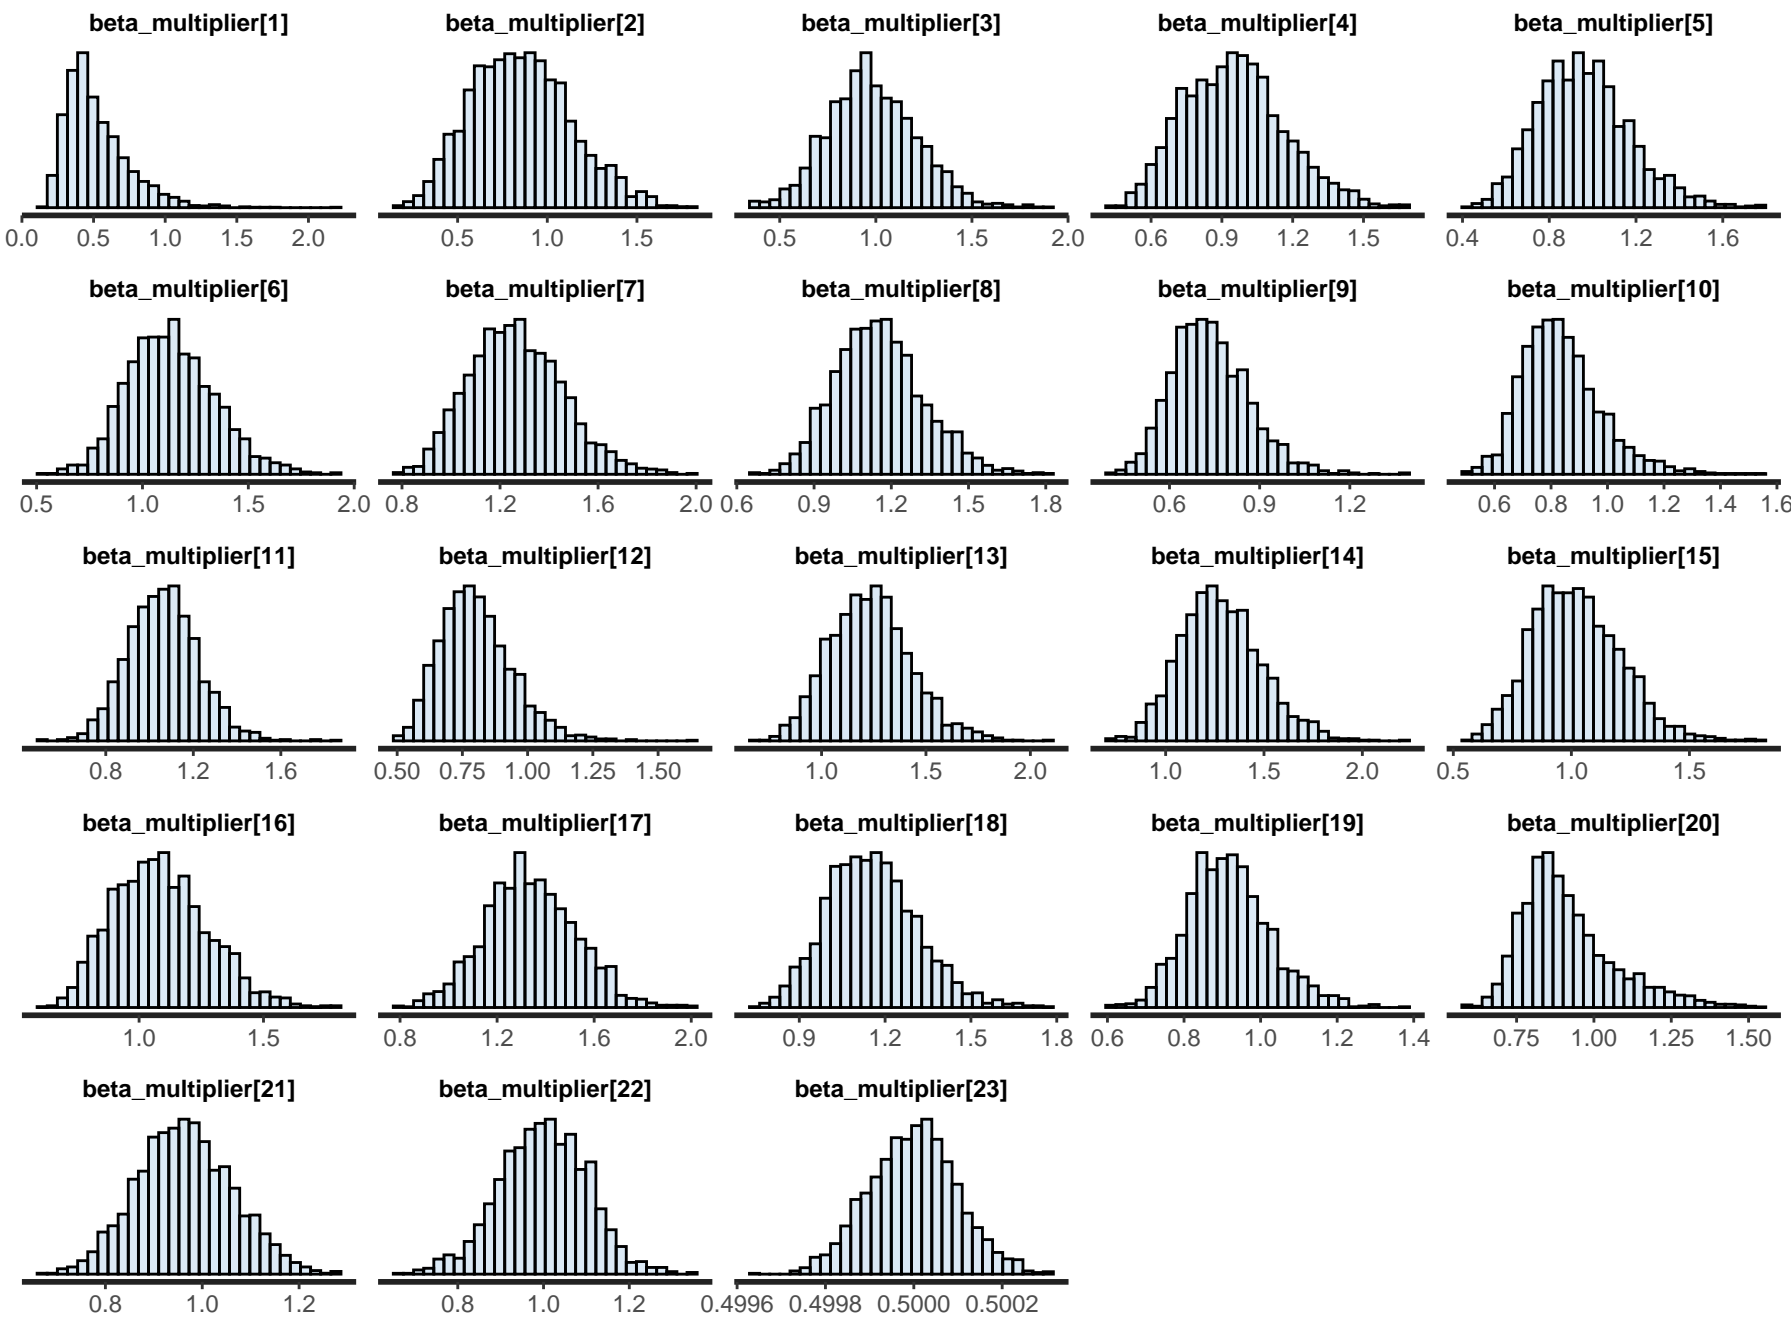 beta_multiplier[1] beta_multiplier[2] beta_multiplier[3] beta_multiplier[4] beta_multiplier[5]
0.0 0.5 1.0 1.5 2.0 0.5 1.0 1.5 0.5 1.0 1.5 2.0 0.6 0.9 1.2 1.5 0.4 0.8 1.2 1.6
beta_multiplier[6] beta_multiplier[7] beta_multiplier[8] beta_multiplier[9] beta_multiplier[10]
0.5 1.0 1.5 2.0 0.8 1.2 1.6 2.0 0.6 0.9 1.2 1.5 1.8 0.6 0.9 1.2 0.6 0.8 1.0 1.2 1.4 1.6
beta_multiplier[11] beta_multiplier[12] beta_multiplier[13] beta_multiplier[14] beta_multiplier[15]
0.8 1.2 1.6 0.50 0.75 1.00 1.25 1.50 1.0 1.5 2.0 1.0 1.5 2.0 0.5 1.0 1.5
beta_multiplier[16] beta_multiplier[17] beta_multiplier[18] beta_multiplier[19] beta_multiplier[20]
1.0 1.5 0.8 1.2 1.6 2.0 0.9 1.2 1.5 1.8 0.6 0.8 1.0 1.2 1.4 0.75 1.00 1.25 1.50
beta_multiplier[21] beta_multiplier[22] beta_multiplier[23]
0.8 1.0 1.2 0.8 1.0 1.2 0.4996 0.4998 0.5000 0.5002